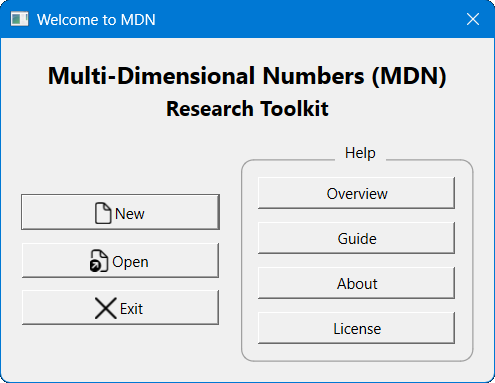 Welcome to MDN
Multi-Dimensional Numbers (MDN)
Research Toolkit
New
Open
Exit
Help
Overview
Guide
About
License